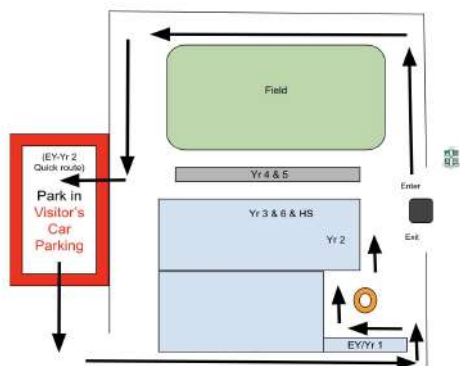 Field
(EY-Yr 2
Quick route)
Park in
Visitor's
Car
Parking
Yr 4 & 5
Enter
Yr 3 & 6 & HS
Yr 2
Exit
EY/Yr 1